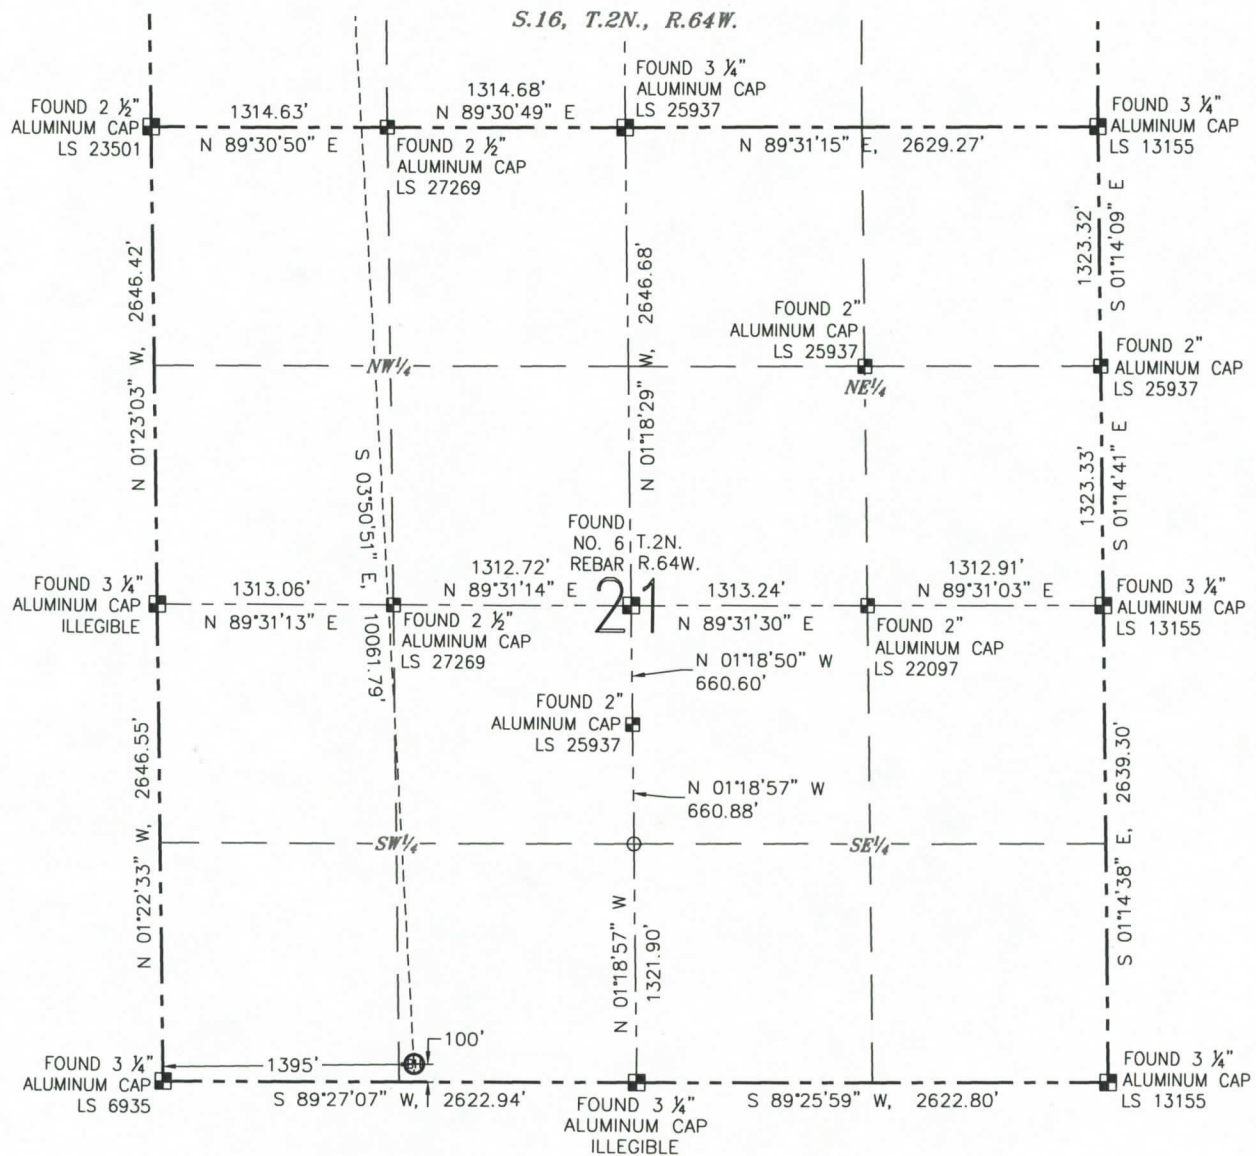 S.16, T.2N., R.64W.
FOUND 2 ½"
ALUMINUM CAP
LS 23501
1314.63'
N 89°30'50" E
1314.68'
N 89°30'49" E
FOUND 2 ½"
ALUMINUM CAP
LS 27269
FOUND 3 ¼"
ALUMINUM CAP
LS 25937
N 89°31'15" E, 2629.27'
FOUND 3 ¼"
ALUMINUM CAP
LS 13155
N 01°23'03" W, 2646.42'
N 01°18'29" W, 2646.68'
1323.32'
S 01°14'09" E
FOUND 2"
ALUMINUM CAP
LS 25937
FOUND 2"
ALUMINUM CAP
LS 25937
NW¼
NE¼
S 03°50'51" E, 10061.79'
1323.33'
S 01°14'41" E
FOUND
NO. 6
REBAR
T.2N.
R.64W.
21
FOUND 3 ¼"
ALUMINUM CAP
ILLEGIBLE
1313.06'
N 89°31'13" E
1312.72'
N 89°31'14" E
FOUND 2 ½"
ALUMINUM CAP
LS 27269
1313.24'
N 89°31'30" E
1312.91'
N 89°31'03" E
FOUND 2"
ALUMINUM CAP
LS 22097
FOUND 3 ¼"
ALUMINUM CAP
LS 13155
N 01°18'50" W
660.60'
FOUND 2"
ALUMINUM CAP
LS 25937
N 01°18'57" W
660.88'
N 01°22'33" W, 2646.55'
SW¼
SE¼
S 01°14'38" E, 2639.30'
N 01°18'57" W
1321.90'
100'
1395'
FOUND 3 ¼"
ALUMINUM CAP
LS 6935
S 89°27'07" W, 2622.94'
FOUND 3 ¼"
ALUMINUM CAP
ILLEGIBLE
S 89°25'59" W, 2622.80'
FOUND 3 ¼"
ALUMINUM CAP
LS 13155